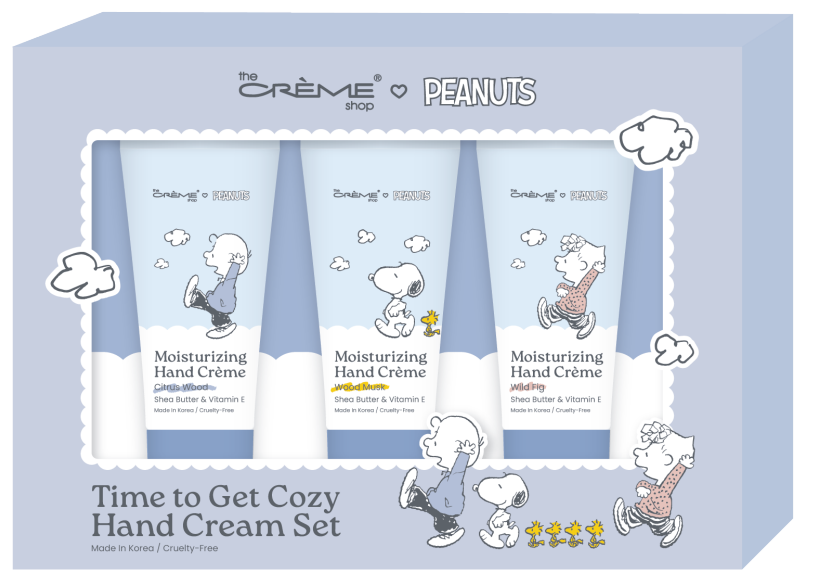 the
CRÈME®
shop
PEANUTS
the
CRÈME®
shop
PEANUTS
Moisturizing
Hand Crème
Citrus Wood
Shea Butter & Vitamin E
Made In Korea / Cruelty-Free
the
CRÈME®
shop
PEANUTS
Moisturizing
Hand Crème
Wood Musk
Shea Butter & Vitamin E
Made In Korea / Cruelty-Free
the
CRÈME®
shop
PEANUTS
Moisturizing
Hand Crème
Wild Fig
Shea Butter & Vitamin E
Made In Korea / Cruelty-Free
Time to Get Cozy
Hand Cream Set
Made In Korea / Cruelty-Free